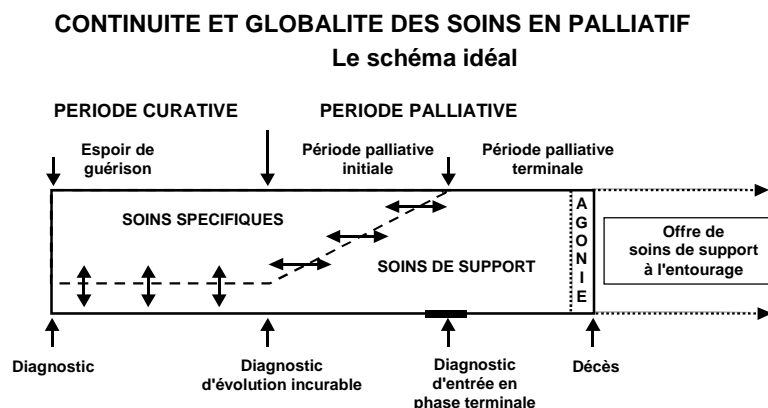 CONTINUITE ET GLOBALITE DES SOINS EN PALLIATIF
Le schéma idéal
PERIODE CURATIVE
PERIODE PALLIATIVE
Espoir de
guérison
Période palliative
initiale
Période palliative
terminale
SOINS SPECIFIQUES
SOINS DE SUPPORT
A
G
O
N
I
E
Offre de
soins de support
à l'entourage
Diagnostic
Diagnostic
d'évolution incurable
Diagnostic
d'entrée en
phase terminale
Décès